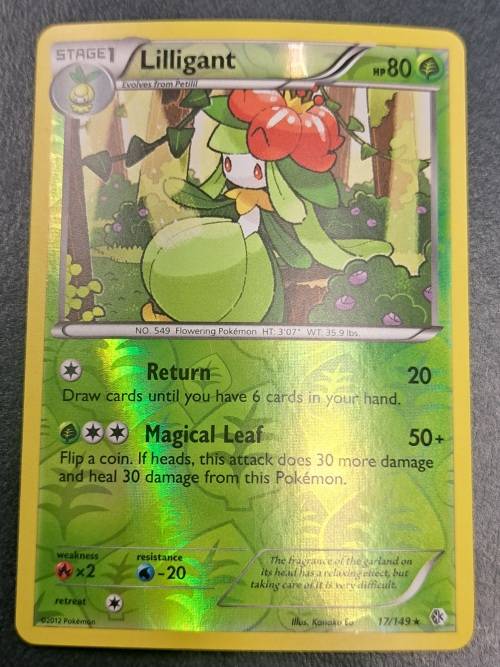 STAGE1 Lilligant HP80
Evolves from Petilil
NO. 549 Flowering Pokémon HT: 3'07" WT: 35.9 lbs.
Return 20
Draw cards until you have 6 cards in your hand.
Magical Leaf 50+
Flip a coin. If heads, this attack does 30 more damage
and heal 30 damage from this Pokémon.
weakness resistance
×2 -20
retreat
The fragrance of the garland on
its head has a relaxing effect, but
taking care of it is very difficult.
©2012 Pokémon Illus. Kanako Eo 17/149 ★